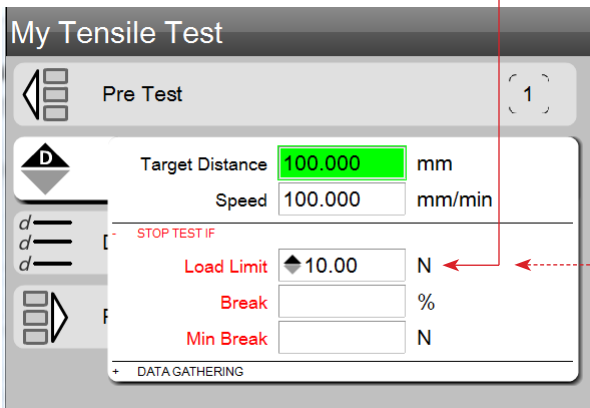 My Tensile Test
Pre Test
1
D
Target Distance 100.000 mm
Speed 100.000 mm/min
- STOP TEST IF
d
d
d
Load Limit 10.00 N
Break %
Min Break N
+ DATA GATHERING